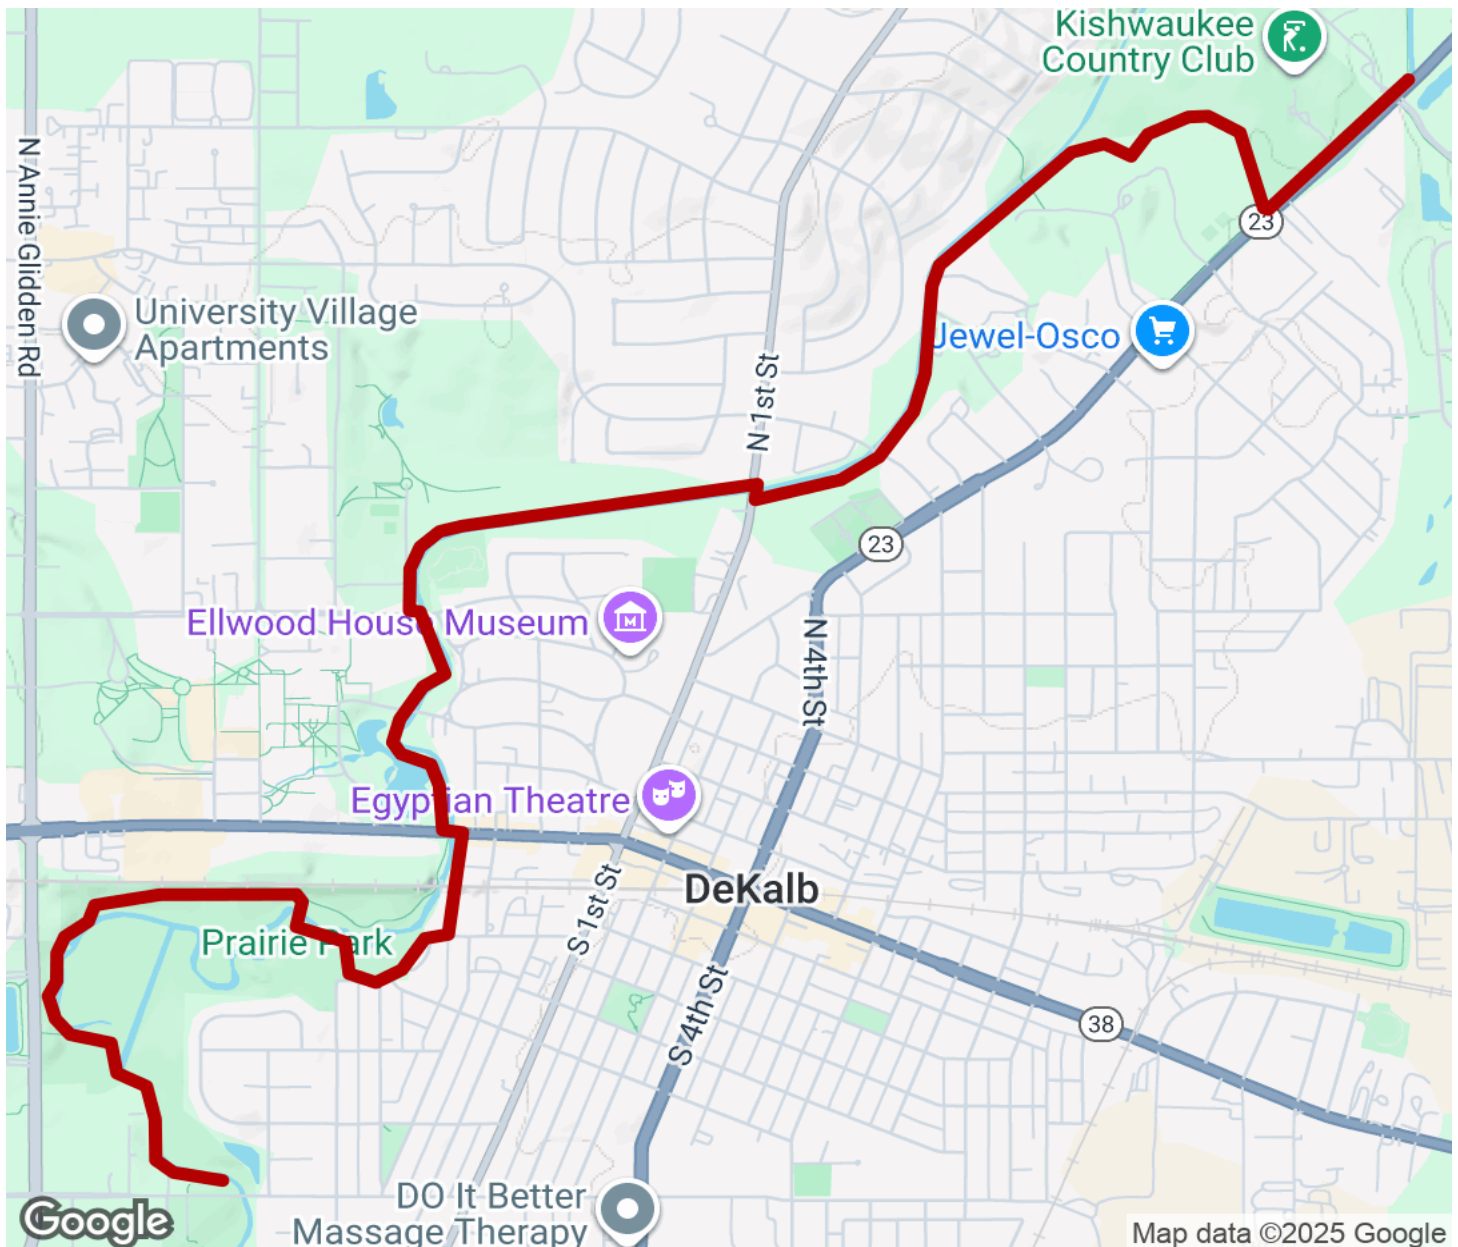 Kishwaukee
Country Club
N Annie Glidden Rd
23
University Village
Apartments
Jewel-Osco
N 1st St
23
Ellwood House Museum
N 4th St
Egyptian Theatre
DeKalb
S 1st St
Prairie Park
S 4th St
38
DO It Better
Massage Therapy
Google
Map data ©2025 Google